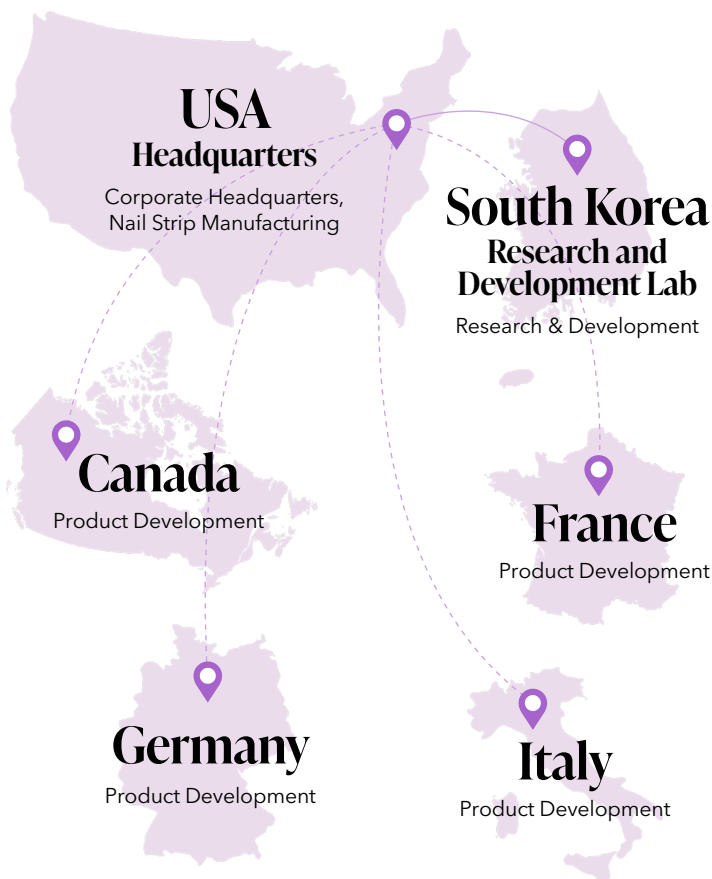 USA
Headquarters
Corporate Headquarters,
Nail Strip Manufacturing
South Korea
Research and
Development Lab
Research & Development
Canada
Product Development
France
Product Development
Germany
Product Development
Italy
Product Development